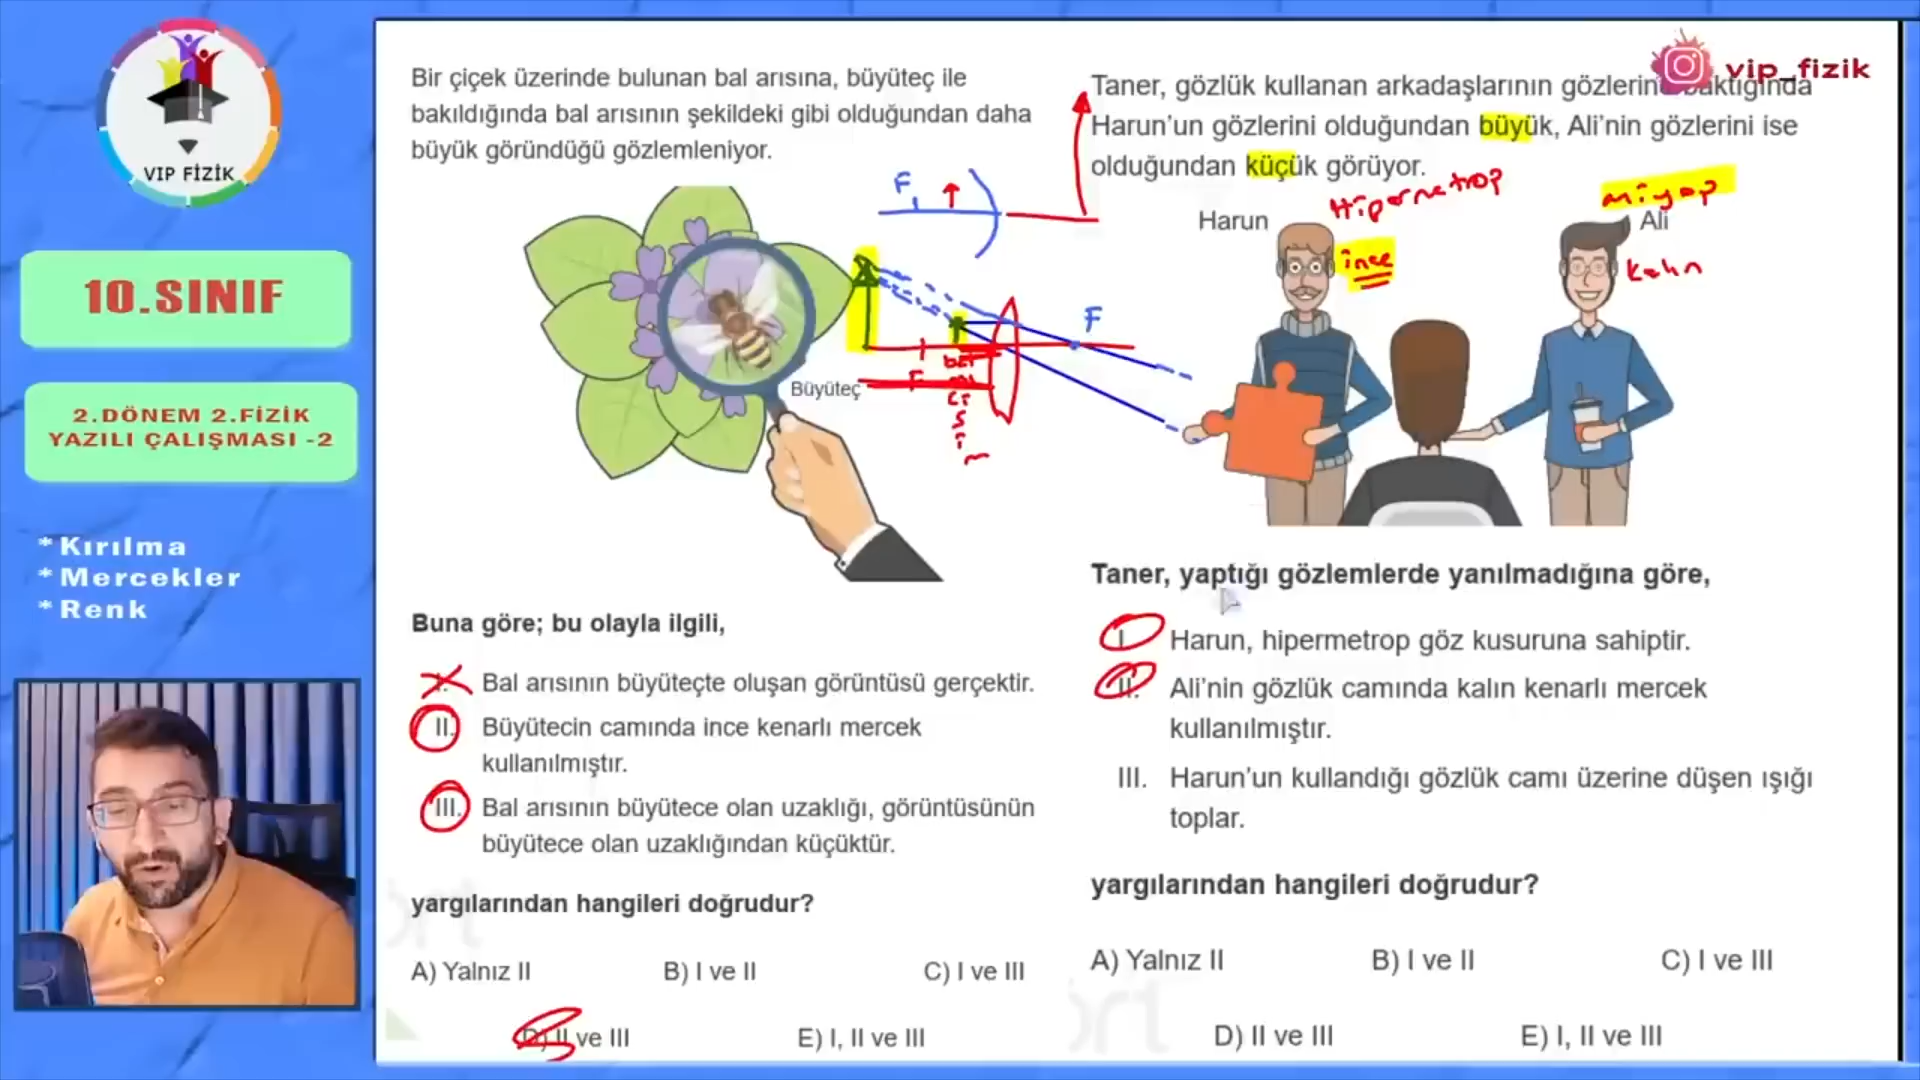 VIP FİZİK
10.SINIF
2.DÖNEM 2.FİZİK
YAZILI ÇALIŞMASI -2
* Kırılma
* Mercekler
* Renk
Bir çiçek üzerinde bulunan bal arısına, büyüteç ile
bakıldığında bal arısının şekildeki gibi olduğundan daha
büyük göründüğü gözlemleniyor.
F
F
Büyüteç
F
Buna göre; bu olayla ilgili,
I. Bal arısının büyüteçte oluşan görüntüsü gerçektir.
II. Büyütecin camında ince kenarlı mercek
kullanılmıştır.
III. Bal arısının büyütece olan uzaklığı, görüntüsünün
büyütece olan uzaklığından küçüktür.
yargılarından hangileri doğrudur?
A) Yalnız II B) I ve II C) I ve III
D) II ve III E) I, II ve III
vip_fizik
Taner, gözlük kullanan arkadaşlarının gözlerine baktığında
Harun'un gözlerini olduğundan büyük, Ali'nin gözlerini ise
olduğundan küçük görüyor.
Hipermetrop
miyop
Harun
Ali
ince
kalın
Taner, yaptığı gözlemlerde yanılmadığına göre,
I. Harun, hipermetrop göz kusuruna sahiptir.
II. Ali'nin gözlük camında kalın kenarlı mercek
kullanılmıştır.
III. Harun'un kullandığı gözlük camı üzerine düşen ışığı
toplar.
yargılarından hangileri doğrudur?
A) Yalnız II B) I ve II C) I ve III
D) II ve III E) I, II ve III